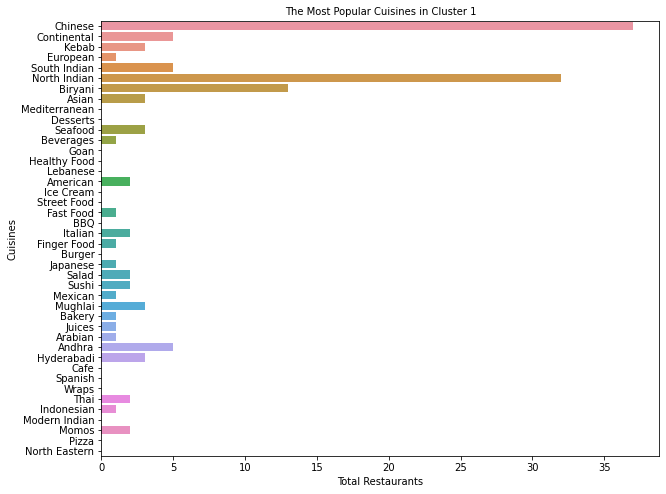 The Most Popular Cuisines in Cluster 1
Chinese
Continental
Kebab
European
South Indian
North Indian
Biryani
Asian
Mediterranean
Desserts
Seafood
Beverages
Goan
Healthy Food
Lebanese
American
Ice Cream
Street Food
Fast Food
BBQ
Italian
Finger Food
Burger
Japanese
Salad
Sushi
Mexican
Mughlai
Bakery
Juices
Arabian
Andhra
Hyderabadi
Cafe
Spanish
Wraps
Thai
Indonesian
Modern Indian
Momos
Pizza
North Eastern
Cuisines
0 5 10 15 20 25 30 35
Total Restaurants